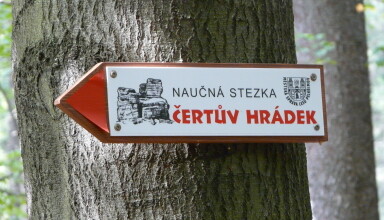 NAUČNÁ STEZKA
ČERTŮV HRÁDEK